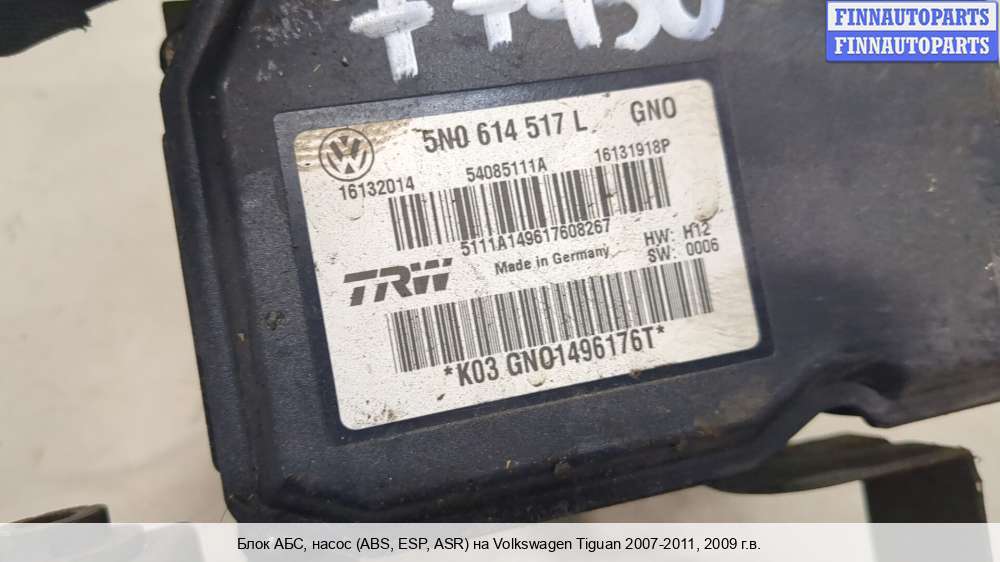 FINNAUTOPARTS
FINNAUTOPARTS
5N0 614 517 L GNO
16132014 54085111A 16131918P
5111A149617608267
TRW Made in Germany HW: H12
SW: 0006
*K03 GNO1496176T*
Блок АБС, насос (ABS, ESP, ASR) на Volkswagen Tiguan 2007-2011, 2009 г.в.